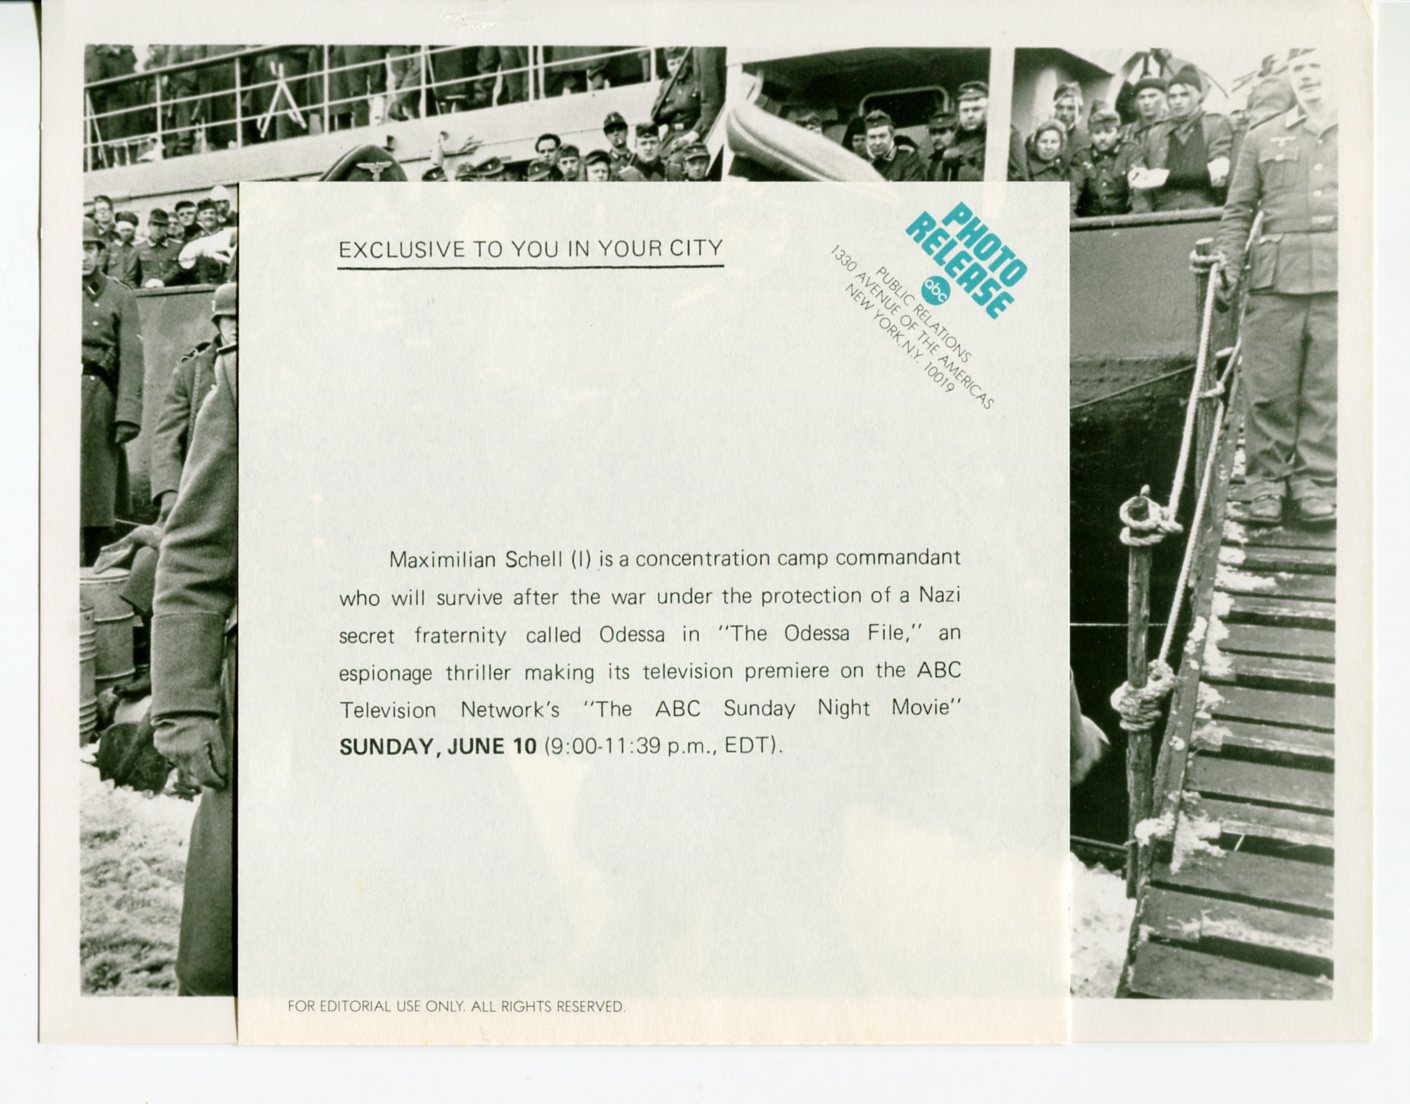 EXCLUSIVE TO YOU IN YOUR CITY
PHOTO
RELEASE
abc
PUBLIC RELATIONS
1330 AVENUE OF THE AMERICAS
NEW YORK, N.Y. 10019
Maximilian Schell (l) is a concentration camp commandant
who will survive after the war under the protection of a Nazi
secret fraternity called Odessa in "The Odessa File," an
espionage thriller making its television premiere on the ABC
Television Network's "The ABC Sunday Night Movie"
SUNDAY, JUNE 10 (9:00-11:39 p.m., EDT).
FOR EDITORIAL USE ONLY. ALL RIGHTS RESERVED.